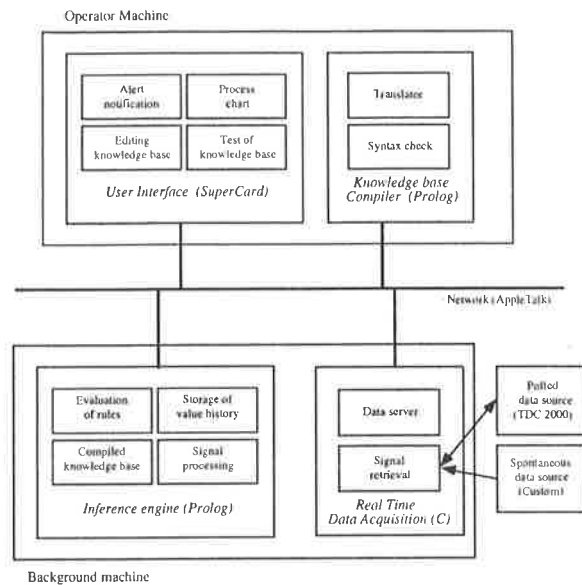 Operator Machine
Alert
notification
Process
chart
Editing
knowledge base
Test of
knowledge base
User Interface (SuperCard)
Translator
Syntax check
Knowledge base
Compiler (Prolog)
Network (AppleTalk)
Evaluation
of rules
Storage of
value history
Compiled
knowledge base
Signal
processing
Inference engine (Prolog)
Data server
Signal
retrieval
Real Time
Data Acquisition (C)
data source
(TDC 2000)
Spontaneous
data source
(Custom)
Background machine